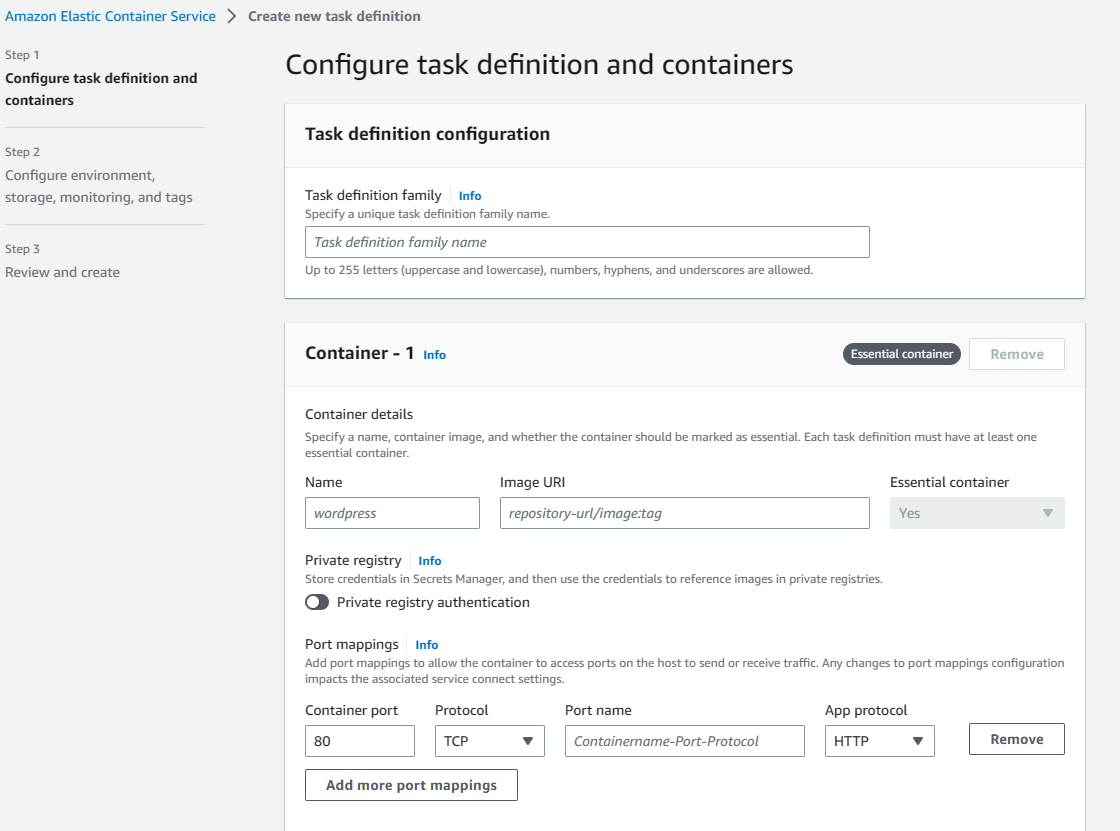 Amazon Elastic Container Service > Create new task definition
Step 1
Configure task definition and
containers
Step 2
Configure environment,
storage, monitoring, and tags
Step 3
Review and create
Configure task definition and containers
Task definition configuration
Task definition family Info
Specify a unique task definition family name.
Task definition family name
Up to 255 letters (uppercase and lowercase), numbers, hyphens, and underscores are allowed.
Container - 1 Info Essential container Remove
Container details
Specify a name, container image, and whether the container should be marked as essential. Each task definition must have at least one
essential container.
Name Image URI Essential container
wordpress repository-url/image:tag Yes
Private registry Info
Store credentials in Secrets Manager, and then use the credentials to reference images in private registries.
Private registry authentication
Port mappings Info
Add port mappings to allow the container to access ports on the host to send or receive traffic. Any changes to port mappings configuration
impacts the associated service connect settings.
Container port Protocol Port name App protocol
80 TCP Containername-Port-Protocol HTTP Remove
Add more port mappings